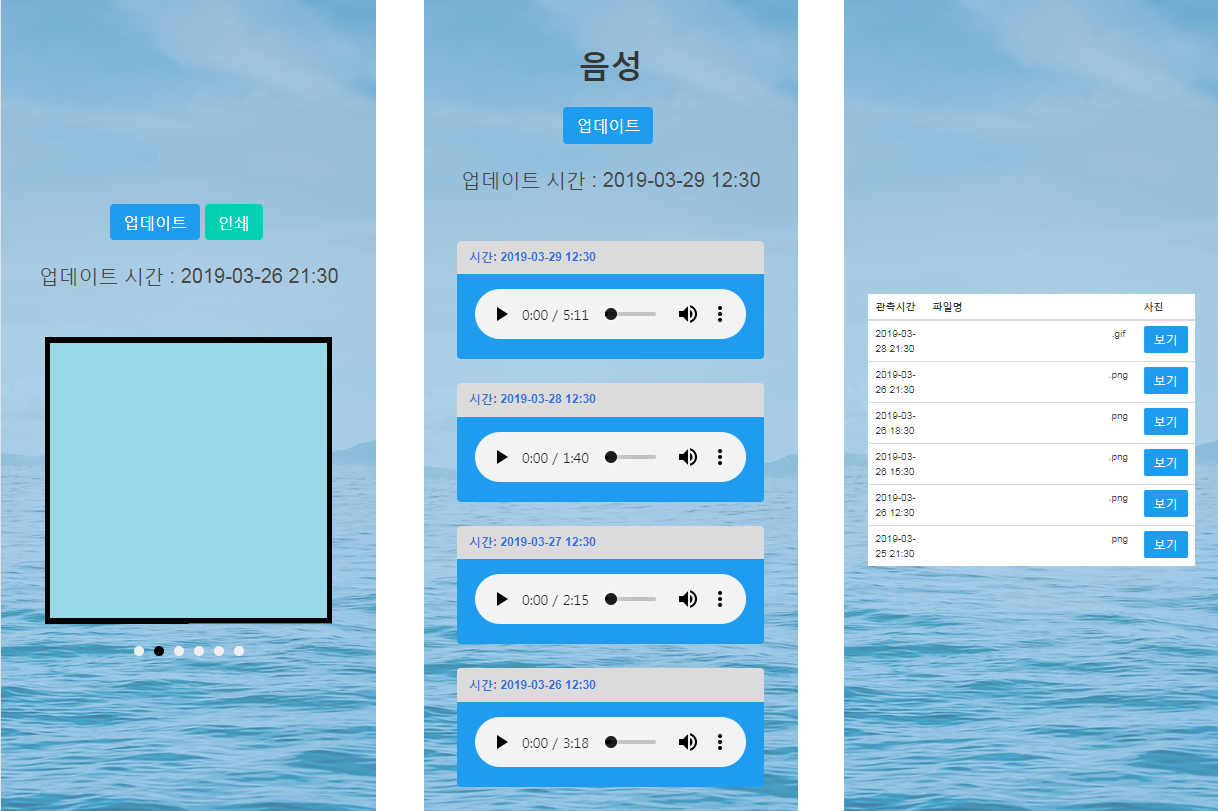 업데이트 인쇄
업데이트 시간 : 2019-03-26 21:30
음성
업데이트
업데이트 시간 : 2019-03-29 12:30
시간: 2019-03-29 12:30
0:00 / 5:11
시간: 2019-03-28 12:30
0:00 / 1:40
시간: 2019-03-27 12:30
0:00 / 2:15
시간: 2019-03-26 12:30
0:00 / 3:18
관측시간 파일명 사진
2019-03-
28 21:30 .gif 보기
2019-03-
26 21:30 .png 보기
2019-03-
26 18:30 .png 보기
2019-03-
26 15:30 .png 보기
2019-03-
26 12:30 .png 보기
2019-03-
25 21:30 png 보기